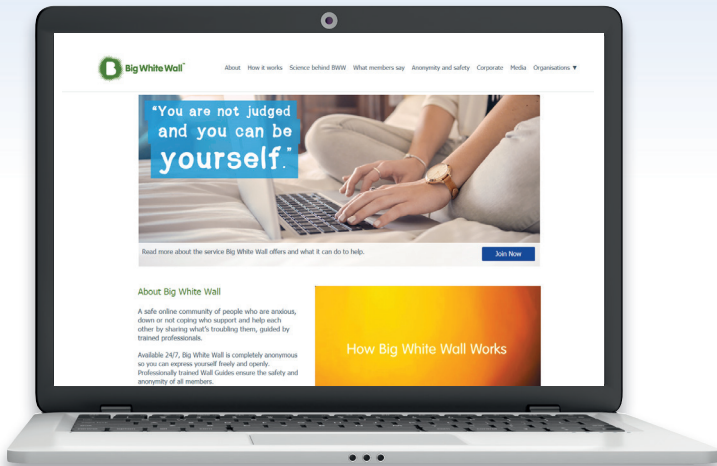 Big White Wall™
About How it works Science behind BWW What members say Anonymity and safety Corporate Media Organisations ▼
“You are not judged
and you can be
yourself.”
Read more about the service Big White Wall offers and what it can do to help.
Join Now
About Big White Wall
A safe online community of people who are anxious,
down or not coping who support and help each
other by sharing what's troubling them, guided by
trained professionals.
Available 24/7, Big White Wall is completely anonymous
so you can express yourself freely and openly.
Professionally trained Wall Guides ensure the safety and
anonymity of all members.
How Big White Wall Works